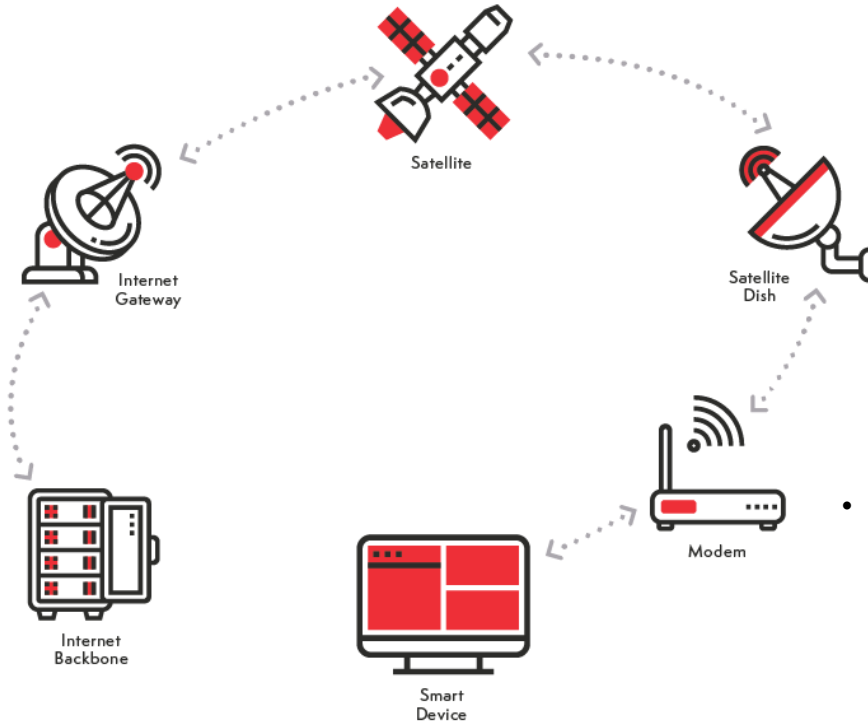 Satellite
Internet
Gateway
Satellite
Dish
Modem
Internet
Backbone
Smart
Device